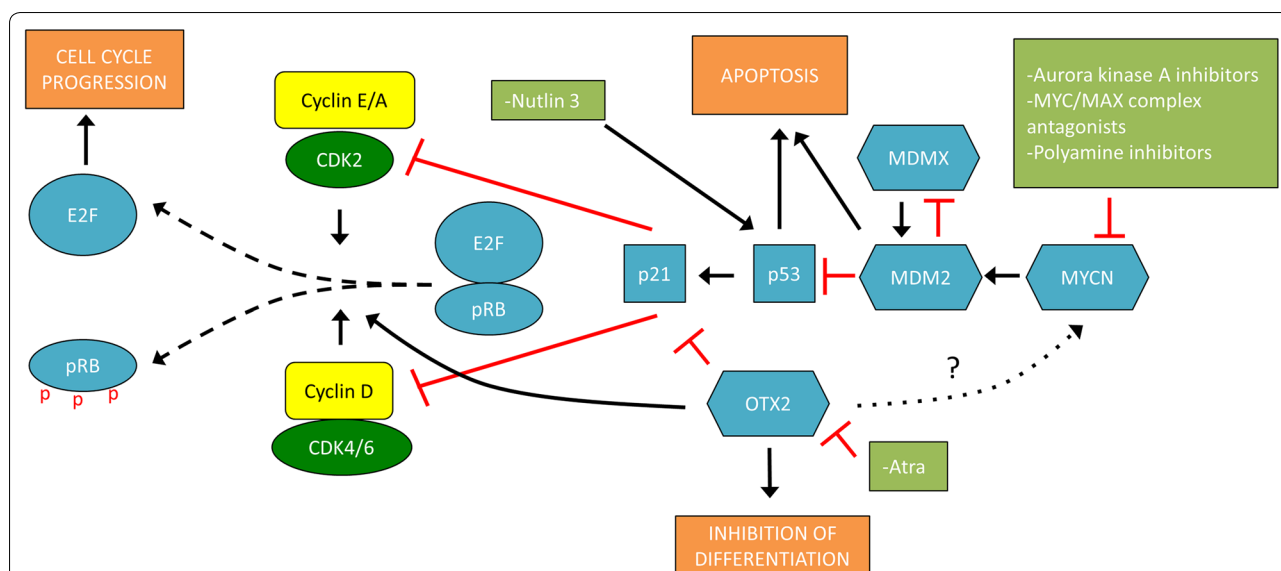 CELL CYCLE
PROGRESSION
Cyclin E/A
CDK2
-Nutlin 3
APOPTOSIS
MDMX
-Aurora kinase A inhibitors
-MYC/MAX complex
antagonists
-Polyamine inhibitors
E2F
E2F
pRB
p21
p53
MDM2
MYCN
pRB
p p p
Cyclin D
CDK4/6
OTX2
?
-Atra
INHIBITION OF
DIFFERENTIATION